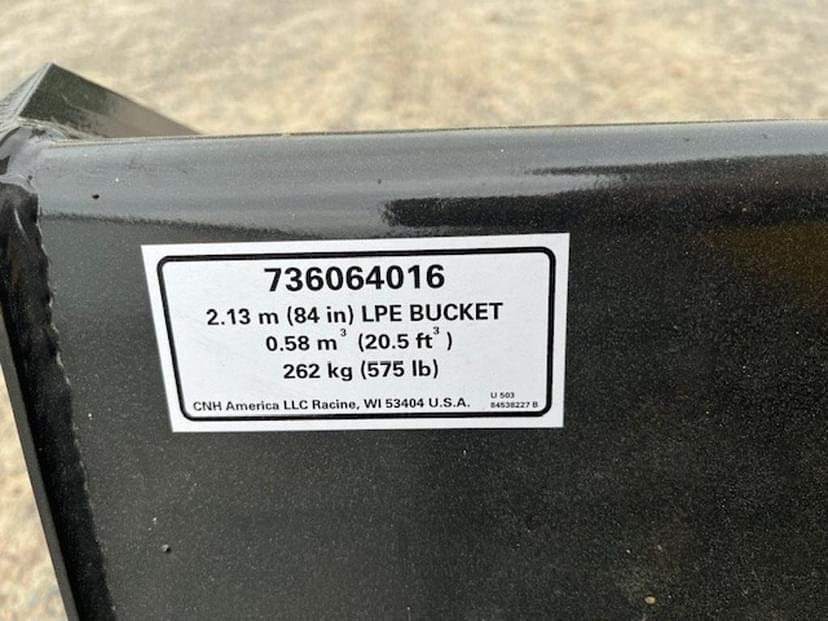 736064016
2.13 m (84 in) LPE BUCKET
0.58 m³ (20.5 ft³)
262 kg (575 lb)
CNH America LLC Racine, WI 53404 U.S.A.
U 503
84538227 B